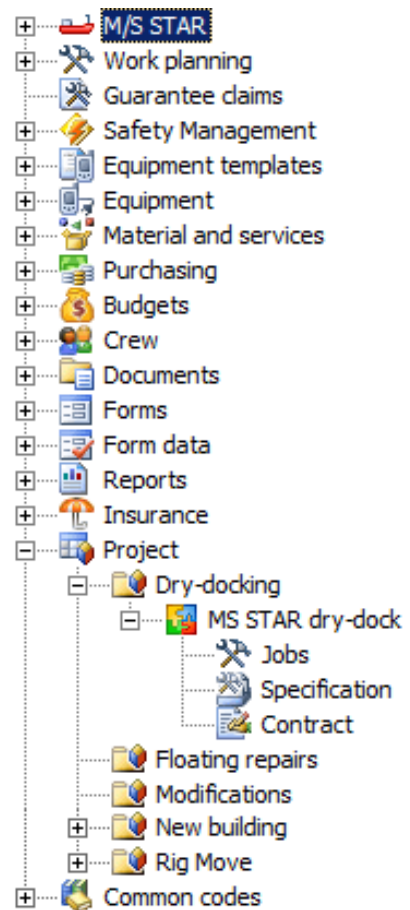 M/S STAR
Work planning
Guarantee claims
Safety Management
Equipment templates
Equipment
Material and services
Purchasing
Budgets
Crew
Documents
Forms
Form data
Reports
Insurance
Project
Dry-docking
MS STAR dry-dock
Jobs
Specification
Contract
Floating repairs
Modifications
New building
Rig Move
Common codes